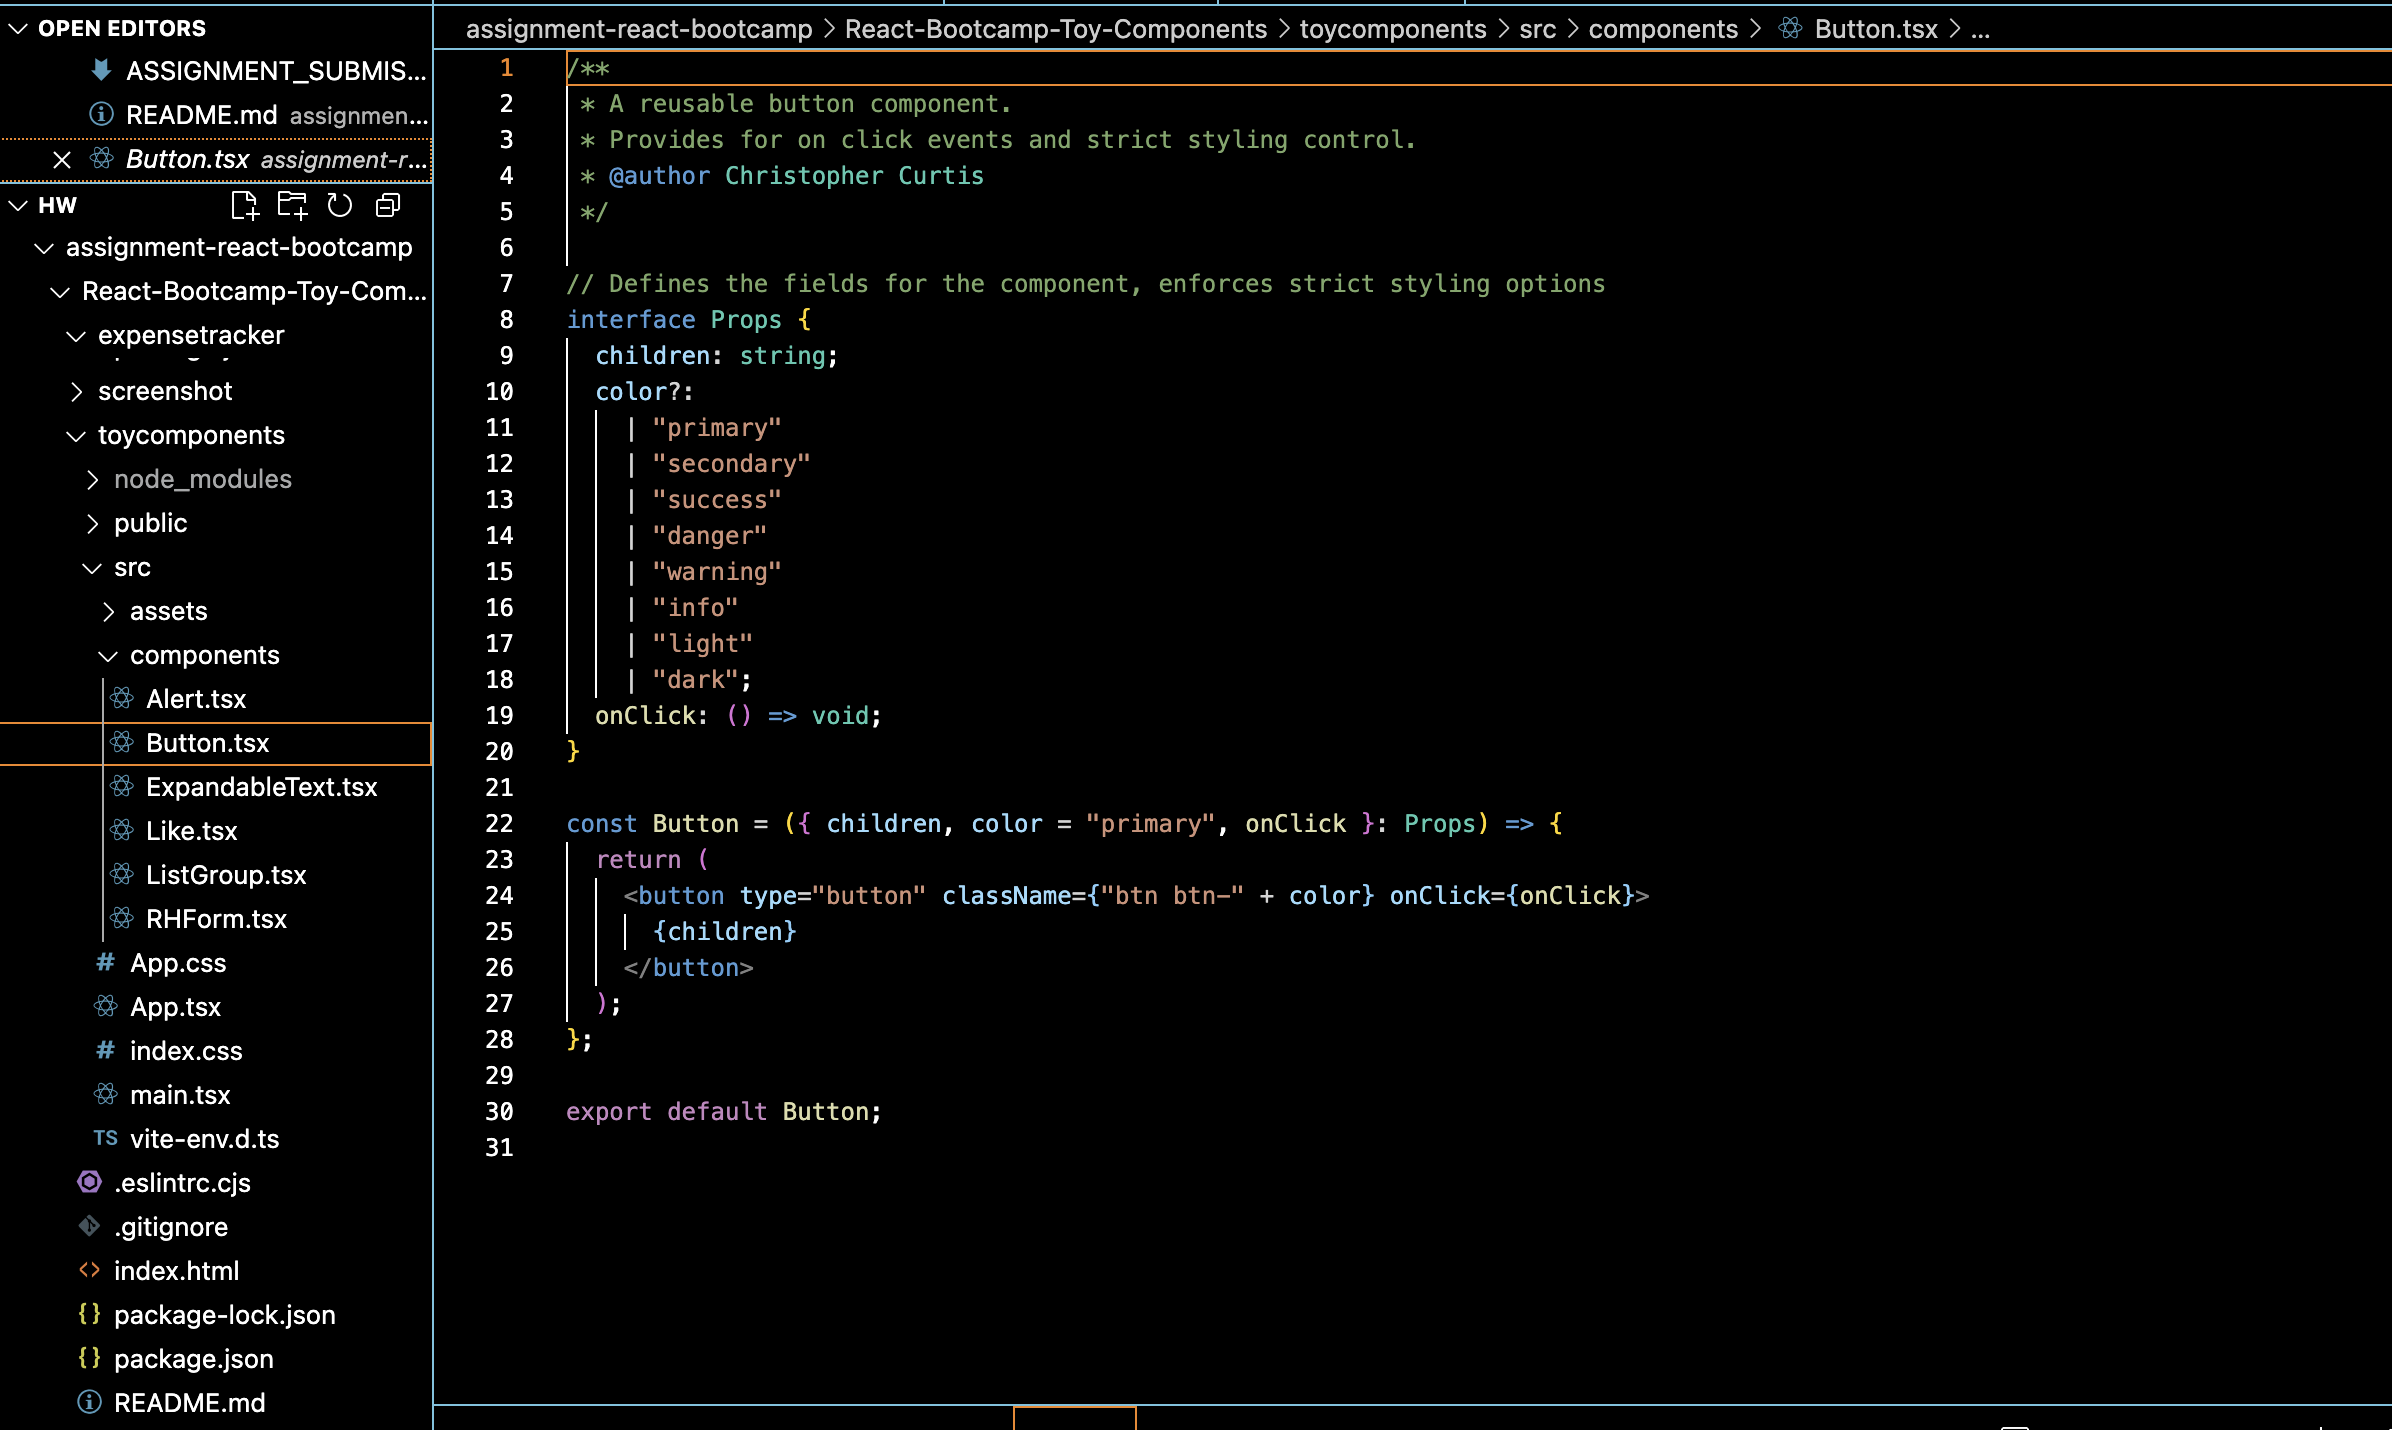 OPEN EDITORS
ASSIGNMENT_SUBMIS...
README.md assignmen...
Button.tsx assignment-r...
HW
assignment-react-bootcamp
React-Bootcamp-Toy-Com...
expensetracker
screenshot
toycomponents
node_modules
public
src
assets
components
Alert.tsx
Button.tsx
ExpandableText.tsx
Like.tsx
ListGroup.tsx
RHForm.tsx
# App.css
App.tsx
# index.css
main.tsx
TS vite-env.d.ts
.eslintrc.cjs
.gitignore
<> index.html
{} package-lock.json
{} package.json
README.md
assignment-react-bootcamp > React-Bootcamp-Toy-Components > toycomponents > src > components > Button.tsx > ...
1 /**
2 * A reusable button component.
3 * Provides for on click events and strict styling control.
4 * @author Christopher Curtis
5 */
6
7 // Defines the fields for the component, enforces strict styling options
8 interface Props {
9 children: string;
10 color?:
11 | "primary"
12 | "secondary"
13 | "success"
14 | "danger"
15 | "warning"
16 | "info"
17 | "light"
18 | "dark";
19 onClick: () => void;
20 }
21
22 const Button = ({ children, color = "primary", onClick }: Props) => {
23 return (
24 <button type="button" className={"btn btn-" + color} onClick={onClick}>
25 {children}
26 </button>
27 );
28 };
29
30 export default Button;
31